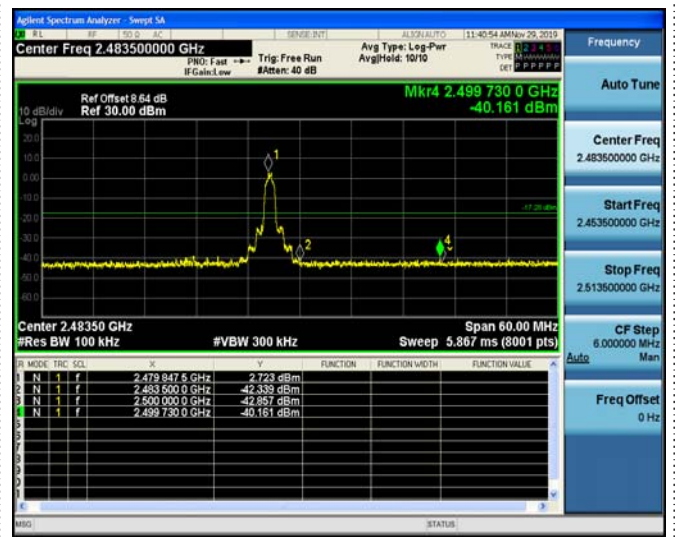 Agilent Spectrum Analyzer - Swept SA
RL RF 50 Ω AC SENSE:INT ALIGN AUTO 11:40:54 AM Nov 29, 2019
Center Freq 2.483500000 GHz
PNO: Fast Trig: Free Run Avg Type: Log-Pwr TRACE 1 2 3 4 5 6
IFGain:Low #Atten: 40 dB Avg|Hold: 10/10 TYPE
DET P P P P P P
Ref Offset 8.64 dB Mkr4 2.499 730 0 GHz
10 dB/div Ref 30.00 dBm -40.161 dBm
Log
20.0
10.0
0.00
-10.0
-20.0
-30.0
-40.0
-50.0
-60.0
1
2
4
Center 2.48350 GHz Span 60.00 MHz
#Res BW 100 kHz #VBW 300 kHz Sweep 5.867 ms (8001 pts)
MODE TRC SCL X Y FUNCTION FUNCTION WIDTH FUNCTION VALUE
1 N 1 f 2.479 847 5 GHz 2.723 dBm
2 N 1 f 2.483 500 0 GHz -42.339 dBm
3 N 1 f 2.500 000 0 GHz -42.857 dBm
4 N 1 f 2.499 730 0 GHz -40.161 dBm
5
6
7
8
9
MSG STATUS
Frequency
Auto Tune
Center Freq
2.483500000 GHz
Start Freq
2.453500000 GHz
Stop Freq
2.513500000 GHz
CF Step
6.000000 MHz
Auto Man
Freq Offset
0 Hz